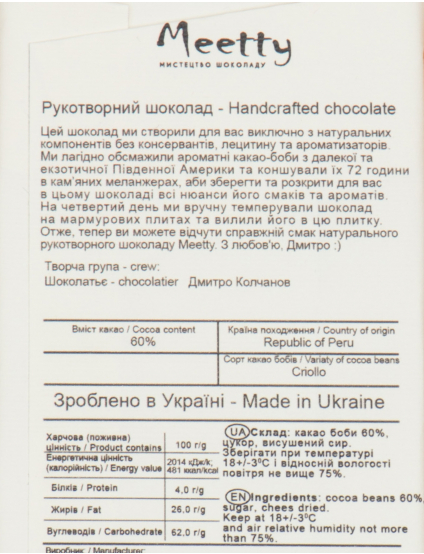 Meetty
МИСТЕЦТВО ШОКОЛАДУ
Рукотворний шоколад - Handcrafted chocolate
Цей шоколад ми створили для вас виключно з натуральних
компонентів без консервантів, лецитину та ароматизаторів.
Ми лагідно обсмажили ароматні какао-боби з далекої та
екзотичної Південної Америки та коншували їх 72 години
в кам'яних меланжерах, аби зберегти та розкрити для вас
в цьому шоколаді всі нюанси його смаків та ароматів.
На четвертий день ми вручну темперували шоколад
на мармурових плитах та вилили його в цю плитку.
Отже, тепер ви можете відчути справжній смак натурального
рукотворного шоколаду Meetty. З любов'ю, Дмитро :)
Творча група - crew:
Шоколатьє - chocolatier Дмитро Колчанов
Вміст какао / Cocoa content
60%
Країна походження / Country of origin
Republic of Peru
Сорт какао бобів / Variaty of cocoa beans
Criollo
Зроблено в Україні - Made in Ukraine
Харчова (поживна)
цінність / Product contains 100 г/g
Енергетична цінність
(калорійність) / Energy value 2014 кДж/k;
481 ккал/kcal
Білків / Protein 4,0 г/g
Жирів / Fat 26,0 г/g
Вуглеводів / Carbohedrate 62,0 г/g
Виробник: / Manufacturer:
UA Склад: какао боби 60%,
цукор, висушений сир.
Зберігати при температурі
18+/-3⁰C і відносній вологості
повітря не вище 75%.
EN Ingredients: cocoa beans 60%,
sugar, chees dried.
Keep at 18+/-3⁰C
and air relative humidity not more
than 75%.